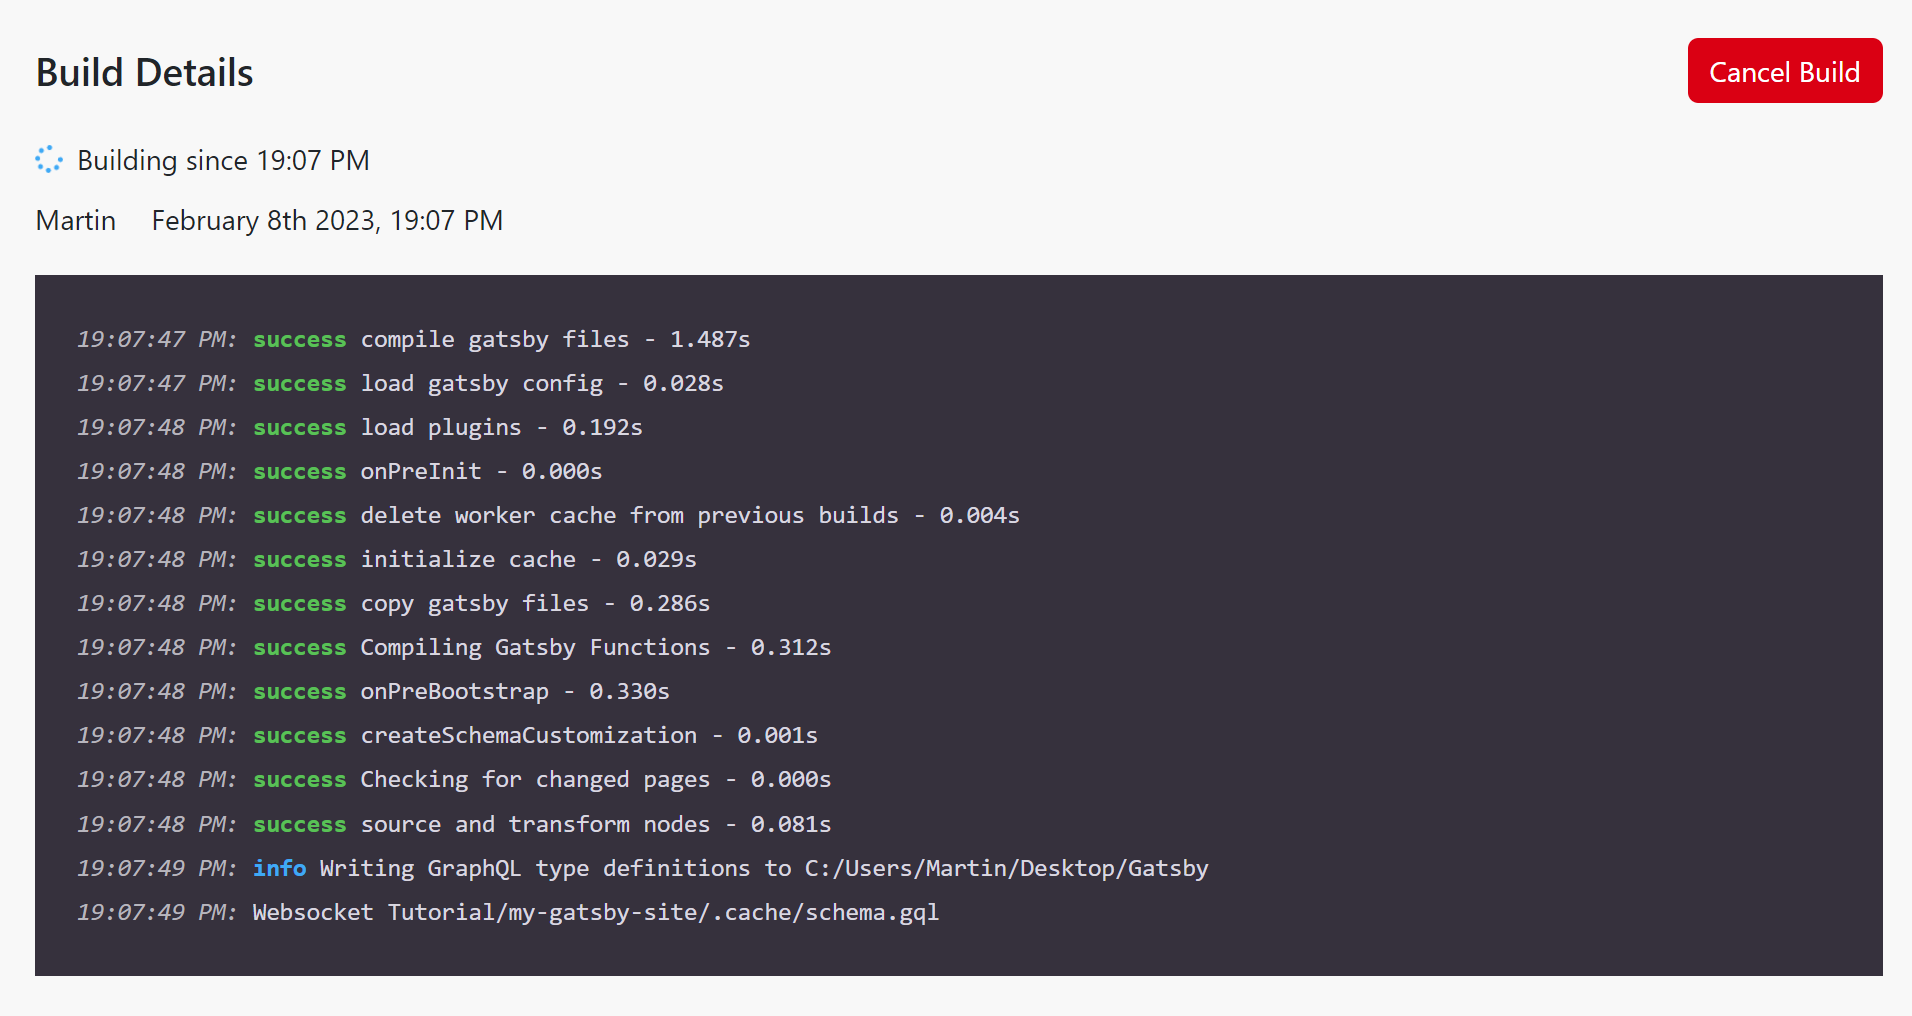 Build Details
Cancel Build
Building since 19:07 PM
Martin February 8th 2023, 19:07 PM
19:07:47 PM: success compile gatsby files - 1.487s
19:07:47 PM: success load gatsby config - 0.028s
19:07:48 PM: success load plugins - 0.192s
19:07:48 PM: success onPreInit - 0.000s
19:07:48 PM: success delete worker cache from previous builds - 0.004s
19:07:48 PM: success initialize cache - 0.029s
19:07:48 PM: success copy gatsby files - 0.286s
19:07:48 PM: success Compiling Gatsby Functions - 0.312s
19:07:48 PM: success onPreBootstrap - 0.330s
19:07:48 PM: success createSchemaCustomization - 0.001s
19:07:48 PM: success Checking for changed pages - 0.000s
19:07:48 PM: success source and transform nodes - 0.081s
19:07:49 PM: info Writing GraphQL type definitions to C:/Users/Martin/Desktop/Gatsby
19:07:49 PM: Websocket Tutorial/my-gatsby-site/.cache/schema.gql